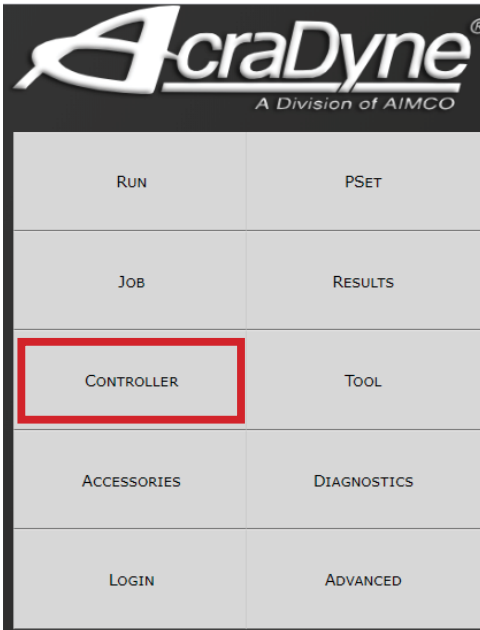 AcraDyne®
A Division of AIMCO
RUN PSET
JOB RESULTS
CONTROLLER TOOL
ACCESSORIES DIAGNOSTICS
LOGIN ADVANCED